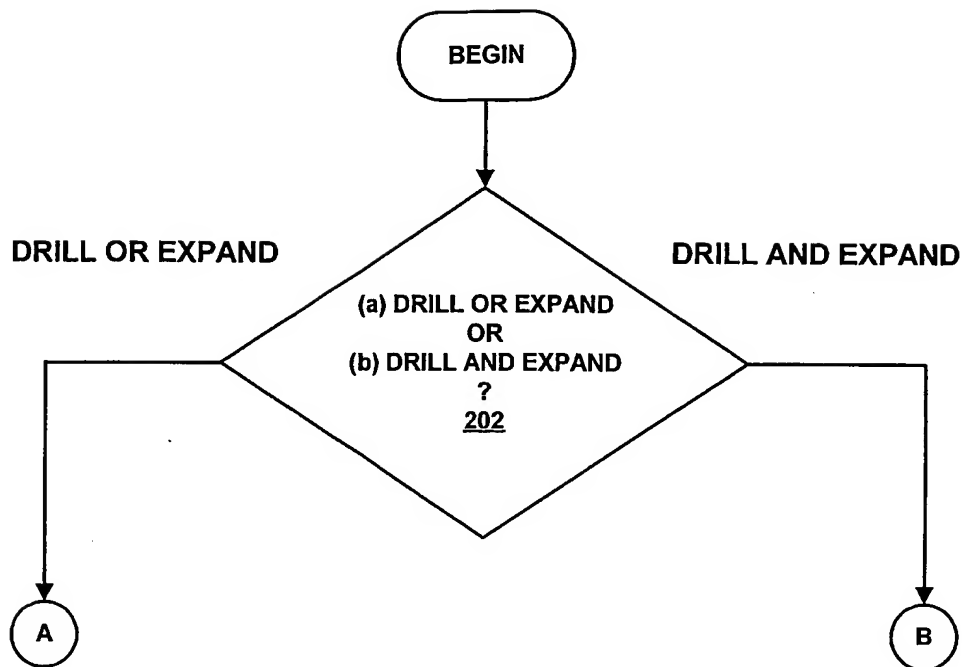 BEGIN
DRILL OR EXPAND
DRILL AND EXPAND
(a) DRILL OR EXPAND
OR
(b) DRILL AND EXPAND
?
202
A
B